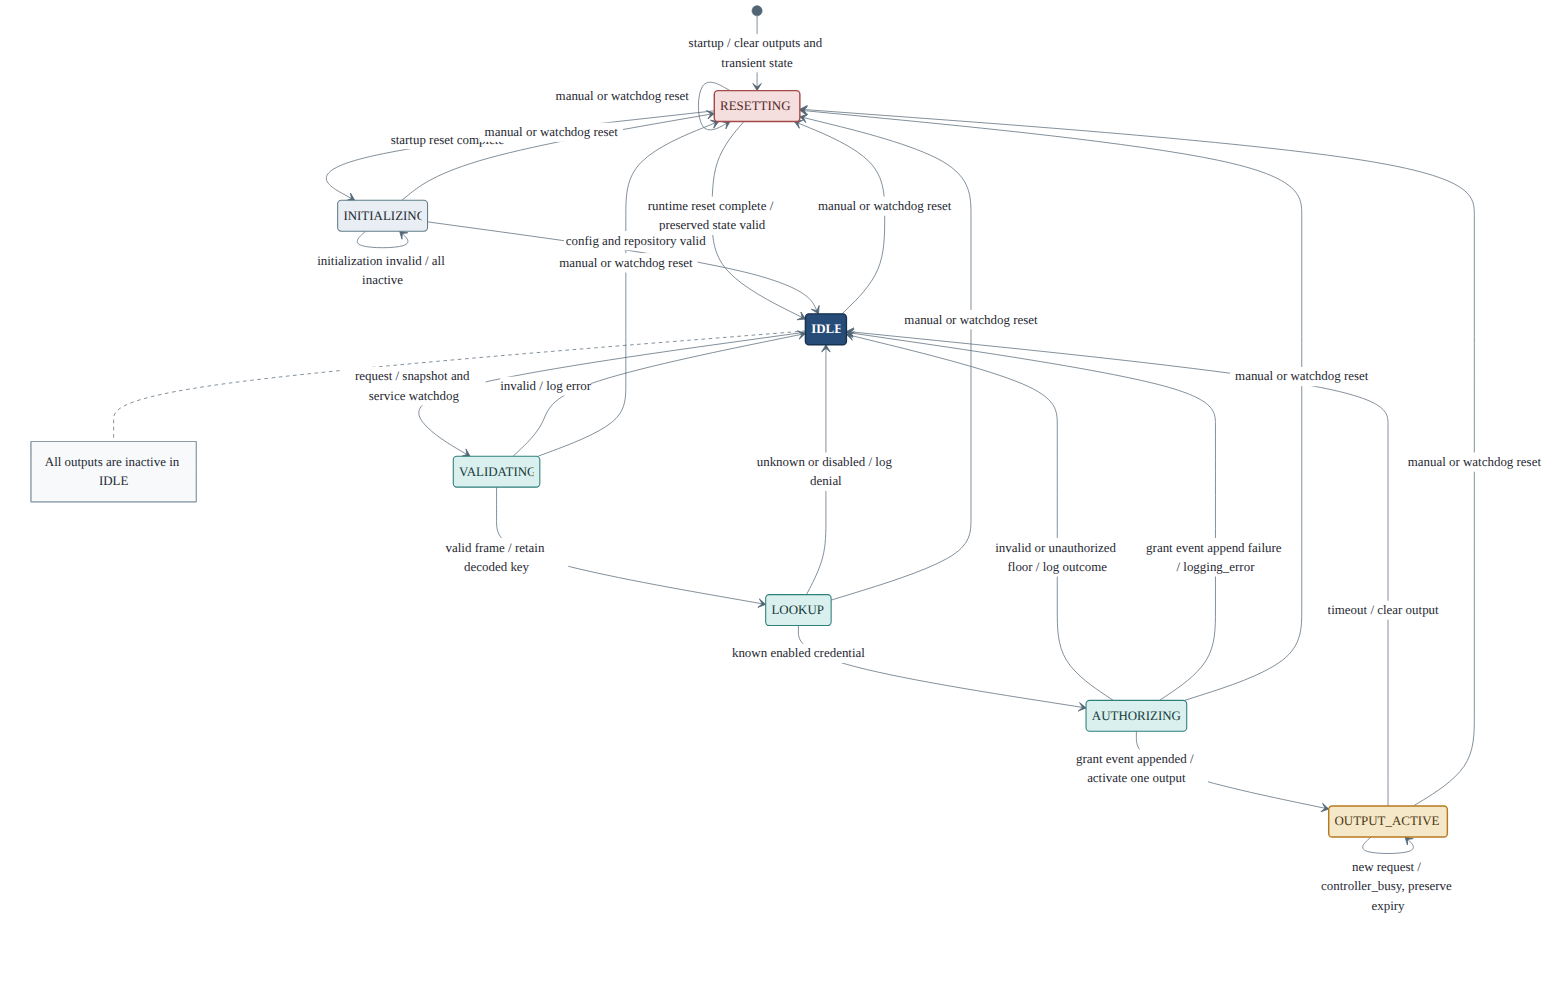 startup / clear outputs and
transient state
manual or watchdog reset
RESETTING
startup reset complete
manual or watchdog reset
runtime reset complete /
preserved state valid
manual or watchdog reset
INITIALIZING
config and repository valid
initialization invalid / all
inactive
manual or watchdog reset
manual or watchdog reset
IDLE
request / snapshot and
service watchdog
invalid / log error
manual or watchdog reset
All outputs are inactive in
IDLE
VALIDATING
unknown or disabled / log
denial
manual or watchdog reset
valid frame / retain
decoded key
invalid or unauthorized
floor / log outcome
grant event append failure
/ logging_error
LOOKUP
timeout / clear output
known enabled credential
AUTHORIZING
grant event appended /
activate one output
OUTPUT_ACTIVE
new request /
controller_busy, preserve
expiry